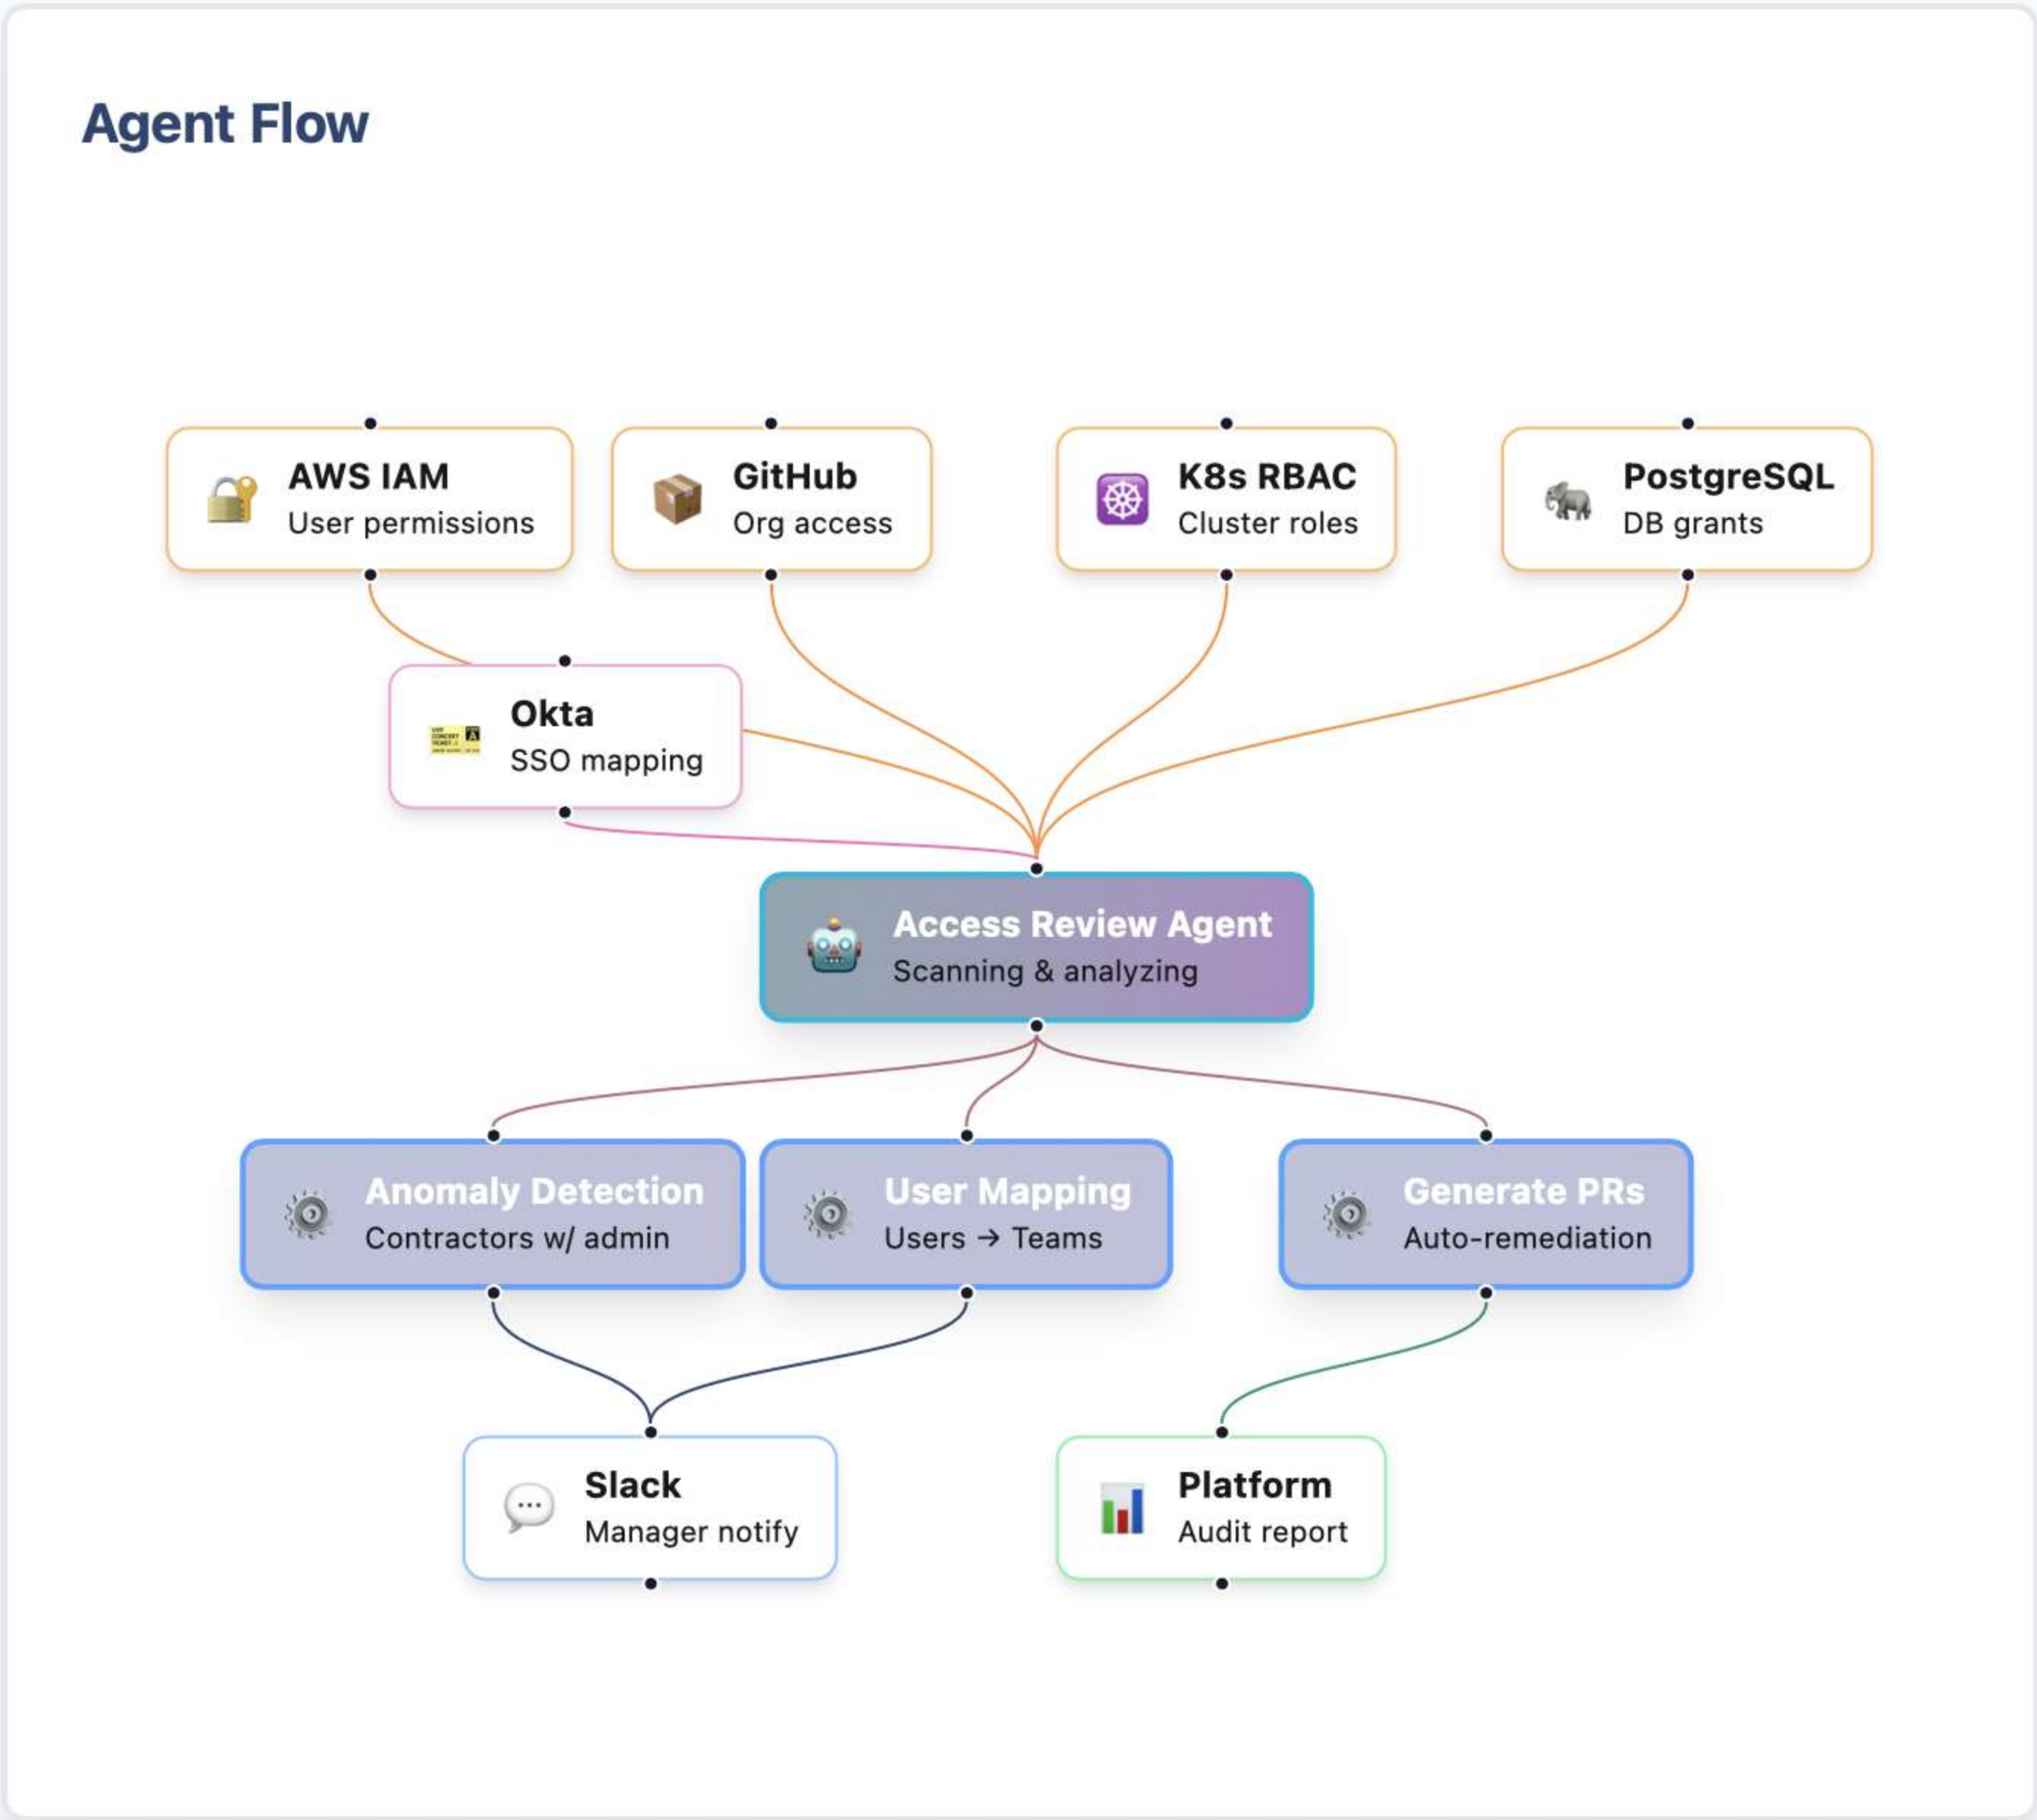 Agent Flow
AWS IAM
User permissions
GitHub
Org access
K8s RBAC
Cluster roles
PostgreSQL
DB grants
Okta
SSO mapping
Access Review Agent
Scanning & analyzing
Anomaly Detection
Contractors w/ admin
User Mapping
Users → Teams
Generate PRs
Auto-remediation
Slack
Manager notify
Platform
Audit report